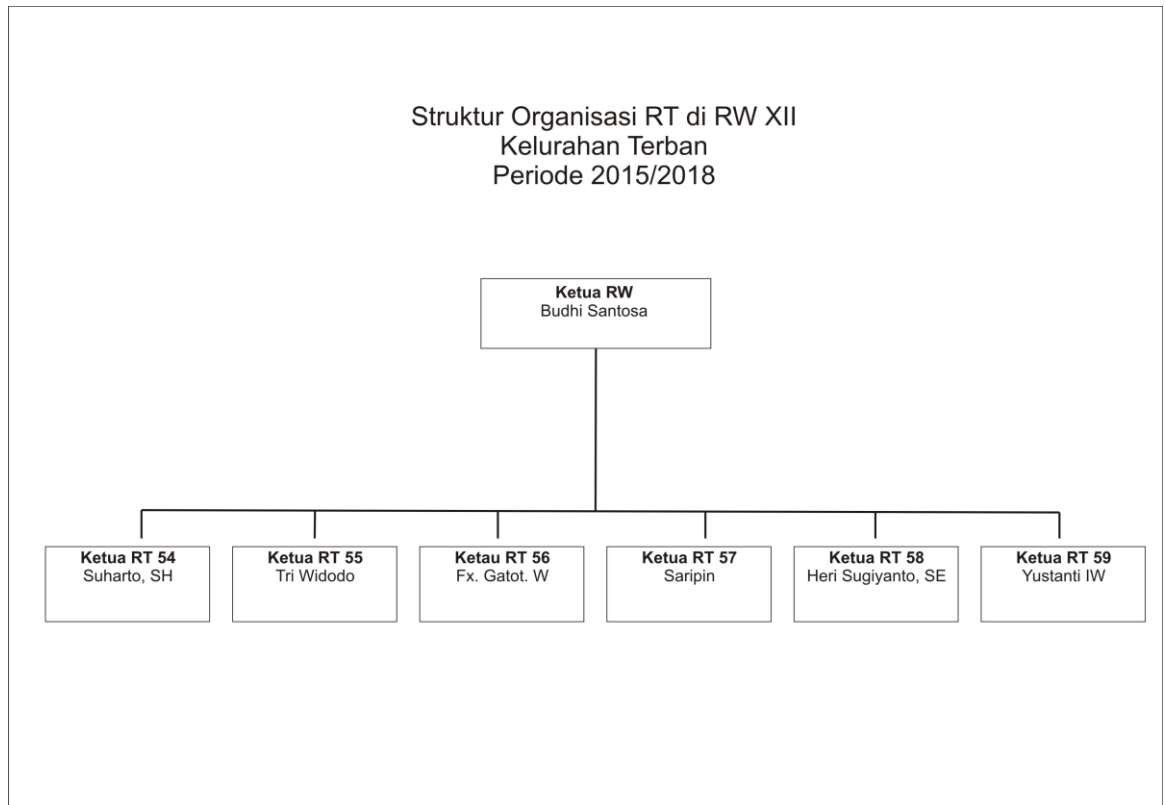 Struktur Organisasi RT di RW XII
Kelurahan Terban
Periode 2015/2018
Ketua RW
Budhi Santosa
Ketua RT 54
Suharto, SH
Ketua RT 55
Tri Widodo
Ketau RT 56
Fx. Gatot. W
Ketua RT 57
Saripin
Ketua RT 58
Heri Sugiyanto, SE
Ketua RT 59
Yustanti IW